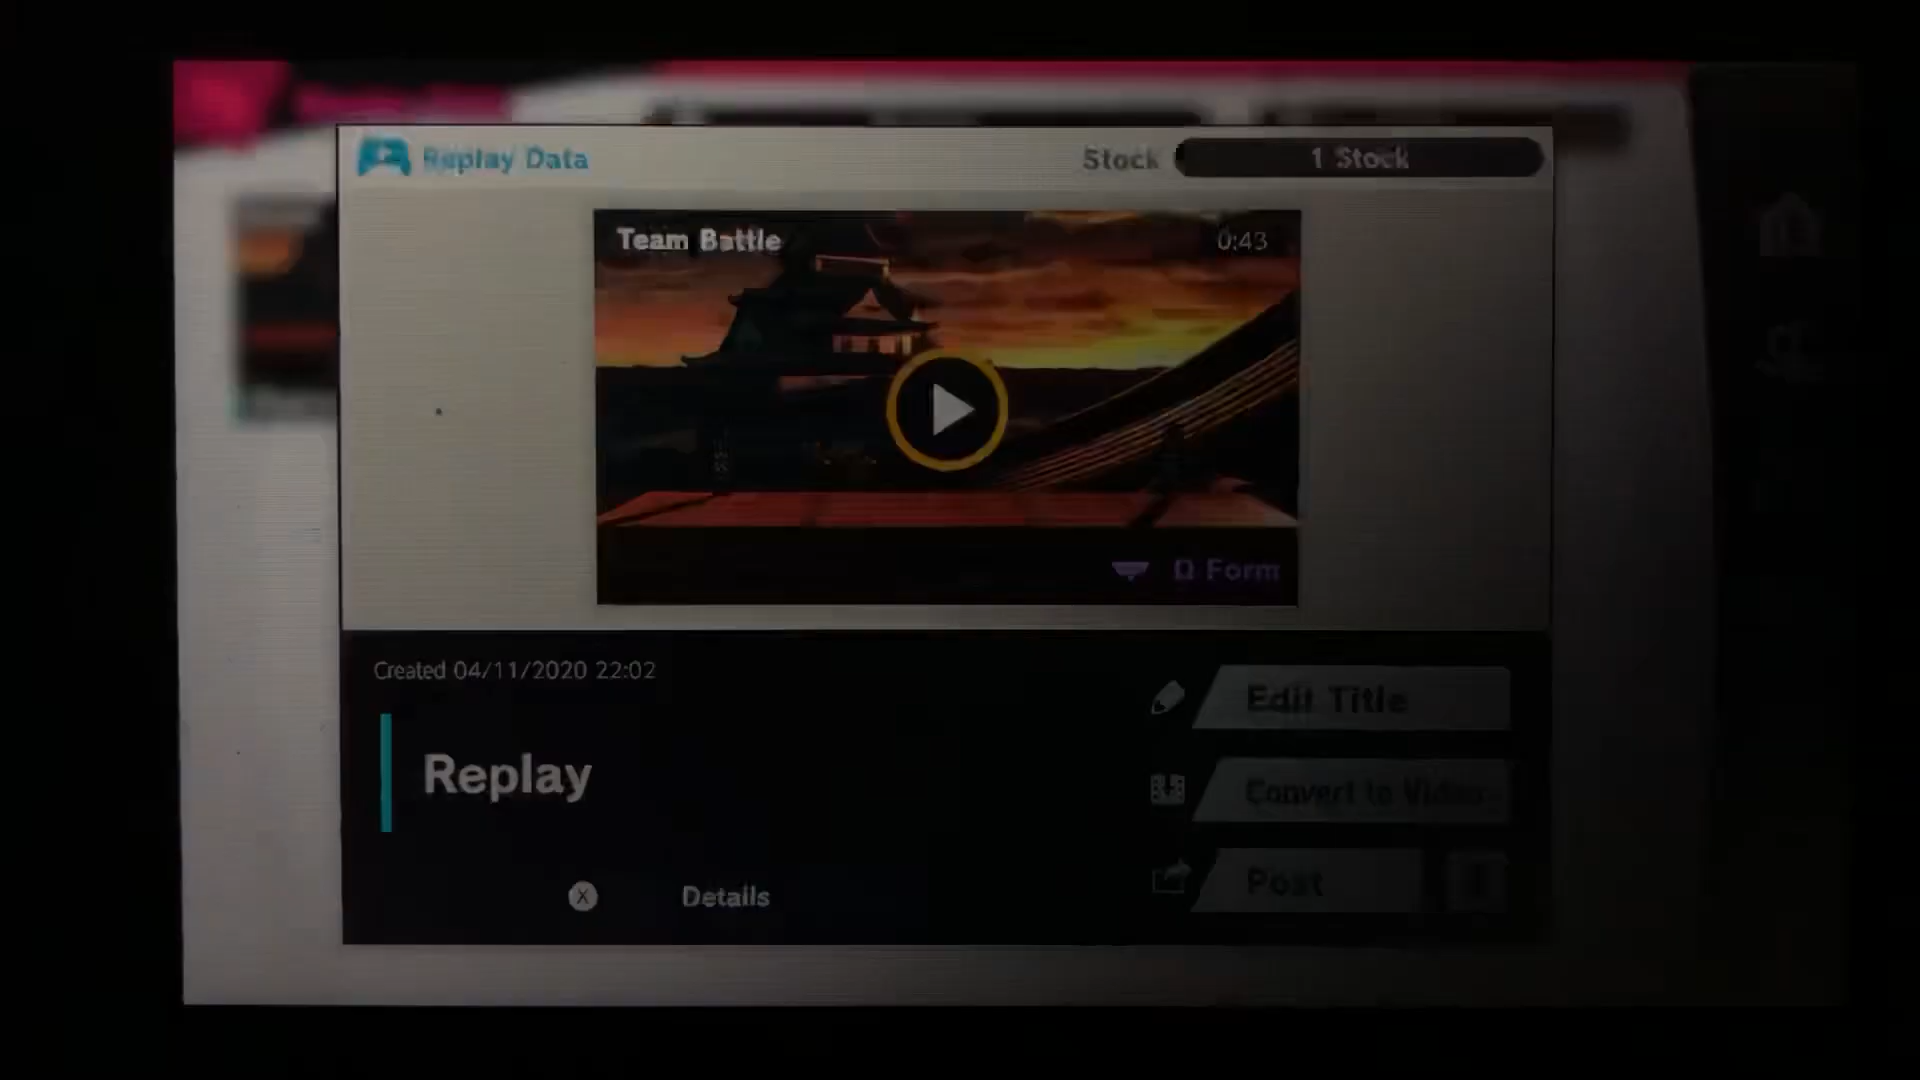 Replay Data
Stock
1 Stock
Team Battle
0:43
Ω Form
Created 04/11/2020 22:02
Replay
Edit Title
Convert to Video
Post
X
Details